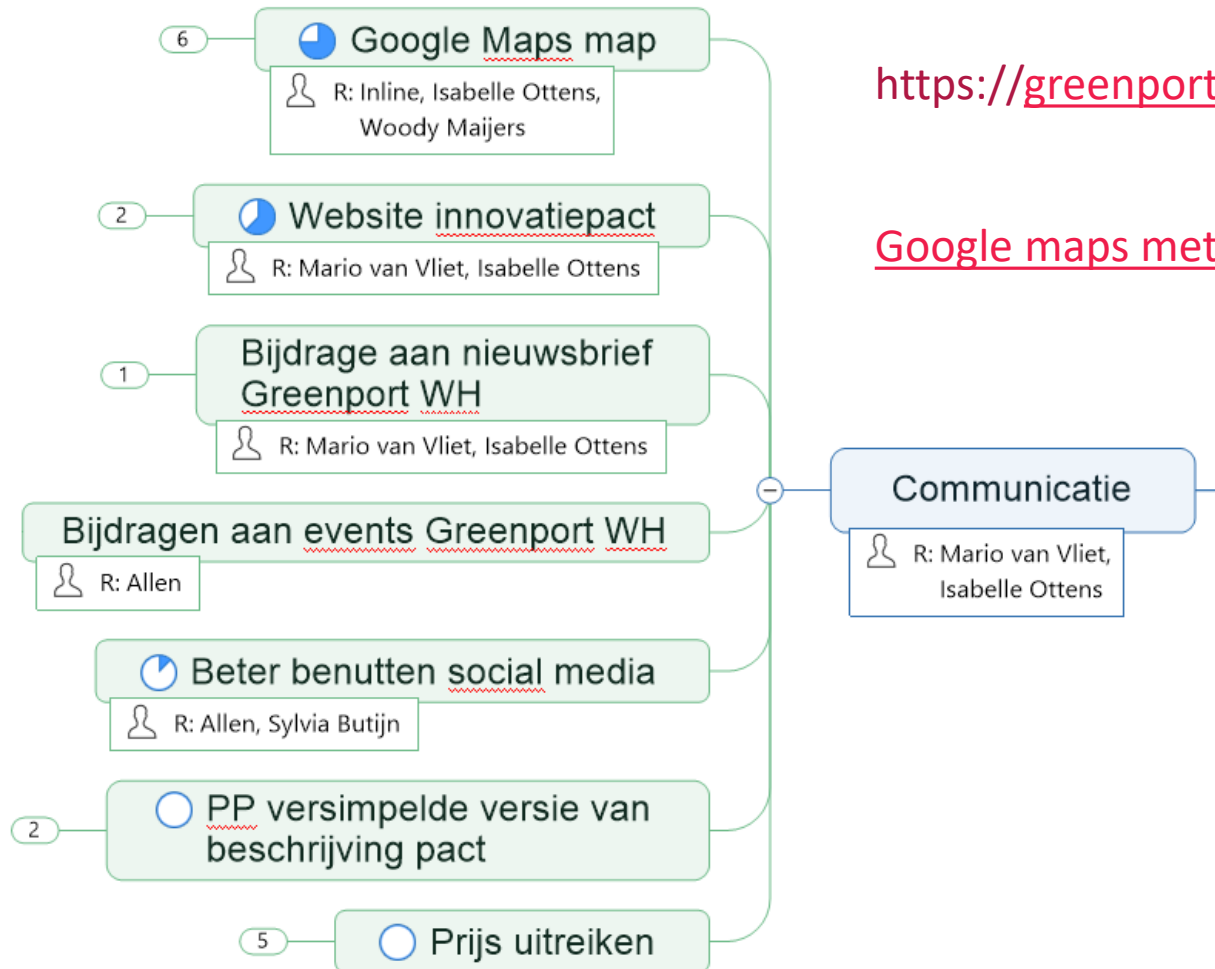 6
Google Maps map
R: Inline, Isabelle Ottens,
Woody Maijers
2
Website innovatiepact
R: Mario van Vliet, Isabelle Ottens
1
Bijdrage aan nieuwsbrief
Greenport WH
R: Mario van Vliet, Isabelle Ottens
Bijdragen aan events Greenport WH
R: Allen
Beter benutten social media
R: Allen, Sylvia Butijn
2
PP versimpelde versie van
beschrijving pact
5
Prijs uitreiken
Communicatie
R: Mario van Vliet,
Isabelle Ottens
https://greenport
Google maps met